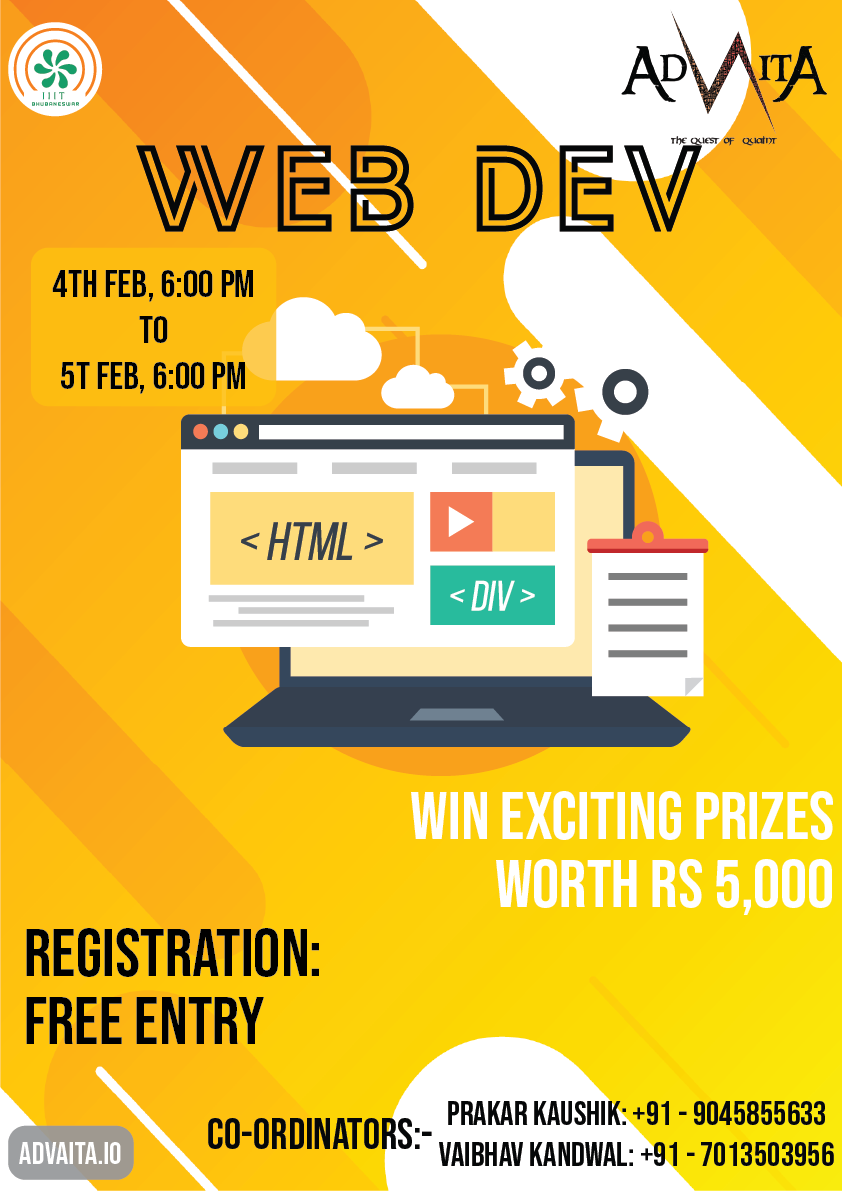 IIIT
BHUBANESWAR
ADVAITA
THE QUEST OF QUAINT
WEB DEV
4TH FEB, 6:00 PM
TO
5T FEB, 6:00 PM
< HTML >
< DIV >
WIN EXCITING PRIZES
WORTH RS 5,000
REGISTRATION:
FREE ENTRY
CO-ORDINATORS:-
PRAKAR KAUSHIK: +91 - 9045855633
VAIBHAV KANDWAL: +91 - 7013503956
ADVAITA.IO